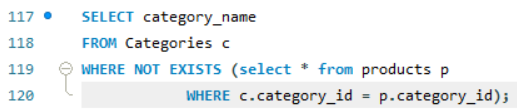 117 SELECT category_name
118 FROM Categories c
119 WHERE NOT EXISTS (select * from products p
120 WHERE c.category_id = p.category_id);